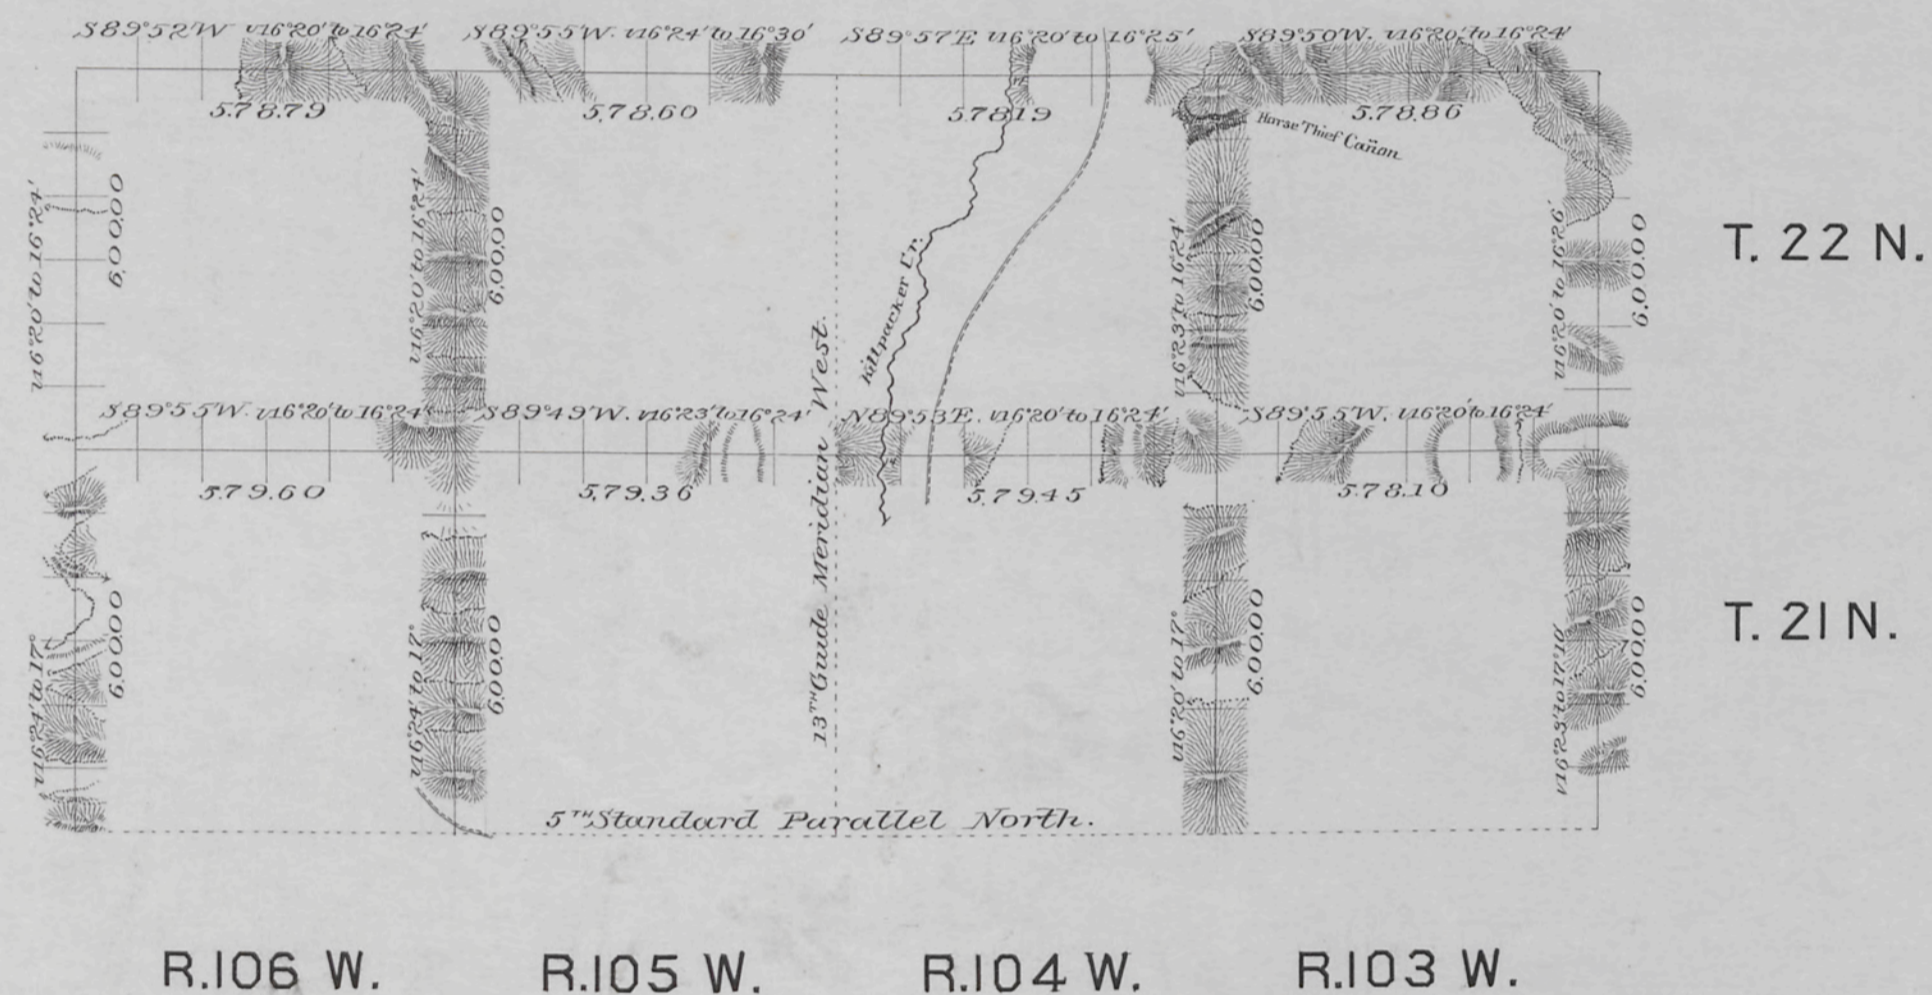 S89°52'W v16°20' to 16°24'
S89°55'W. v16°24' to 16°30'
S89°57'E v16°20' to 16°25'
S89°50'W. v16°20' to 16°24'
578.79
5,78.60
5.7819
5.78.86
Horse Thief Cañon
v16°20' to 16°24'
6.00.00
v16°20' to 16°24'
6.00.00
Killpacker Cr.
v16°23' to 16°24'
6.00.00
v16°20' to 16°26'
6.00.00
T. 22 N.
S89°55'W. v16°20' to 16°24'
S89°49'W. v16°23' to 16°24'
N89°53'E. v16°20' to 16°24'
S89°55'W. v16°20' to 16°24'
579.60
5,79.36
5,79.45
5.78.10
13TH Guide Meridian West.
v16°24' to 17°
6.00.00
v16°24' to 17°
6.00.00
v16°20' to 17°
6.00.00
v16°23' to 17°10'
6.00.00
T. 21 N.
5TH Standard Parallel North.
R.106 W.
R.105 W.
R.104 W.
R.103 W.